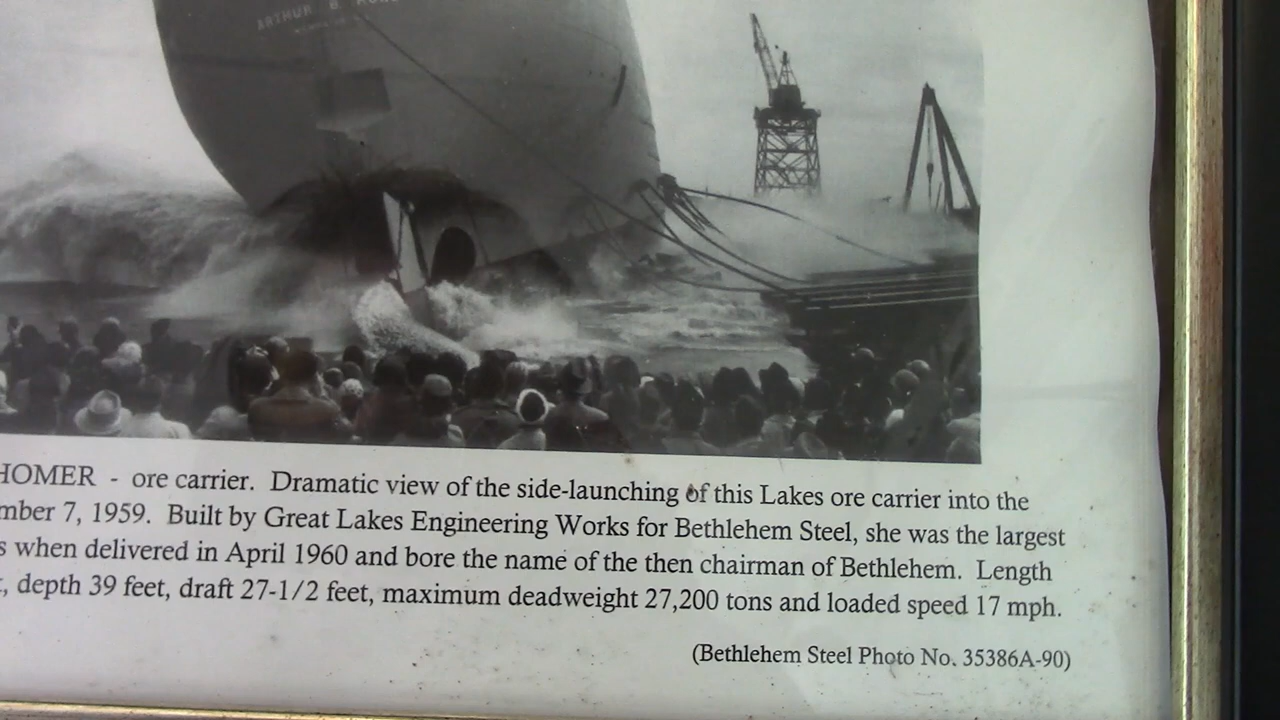 ARTHUR B.
HOMER - ore carrier. Dramatic view of the side-launching of this Lakes ore carrier into the
mber 7, 1959. Built by Great Lakes Engineering Works for Bethlehem Steel, she was the largest
s when delivered in April 1960 and bore the name of the then chairman of Bethlehem. Length
, depth 39 feet, draft 27-1/2 feet, maximum deadweight 27,200 tons and loaded speed 17 mph.
(Bethlehem Steel Photo No. 35386A-90)